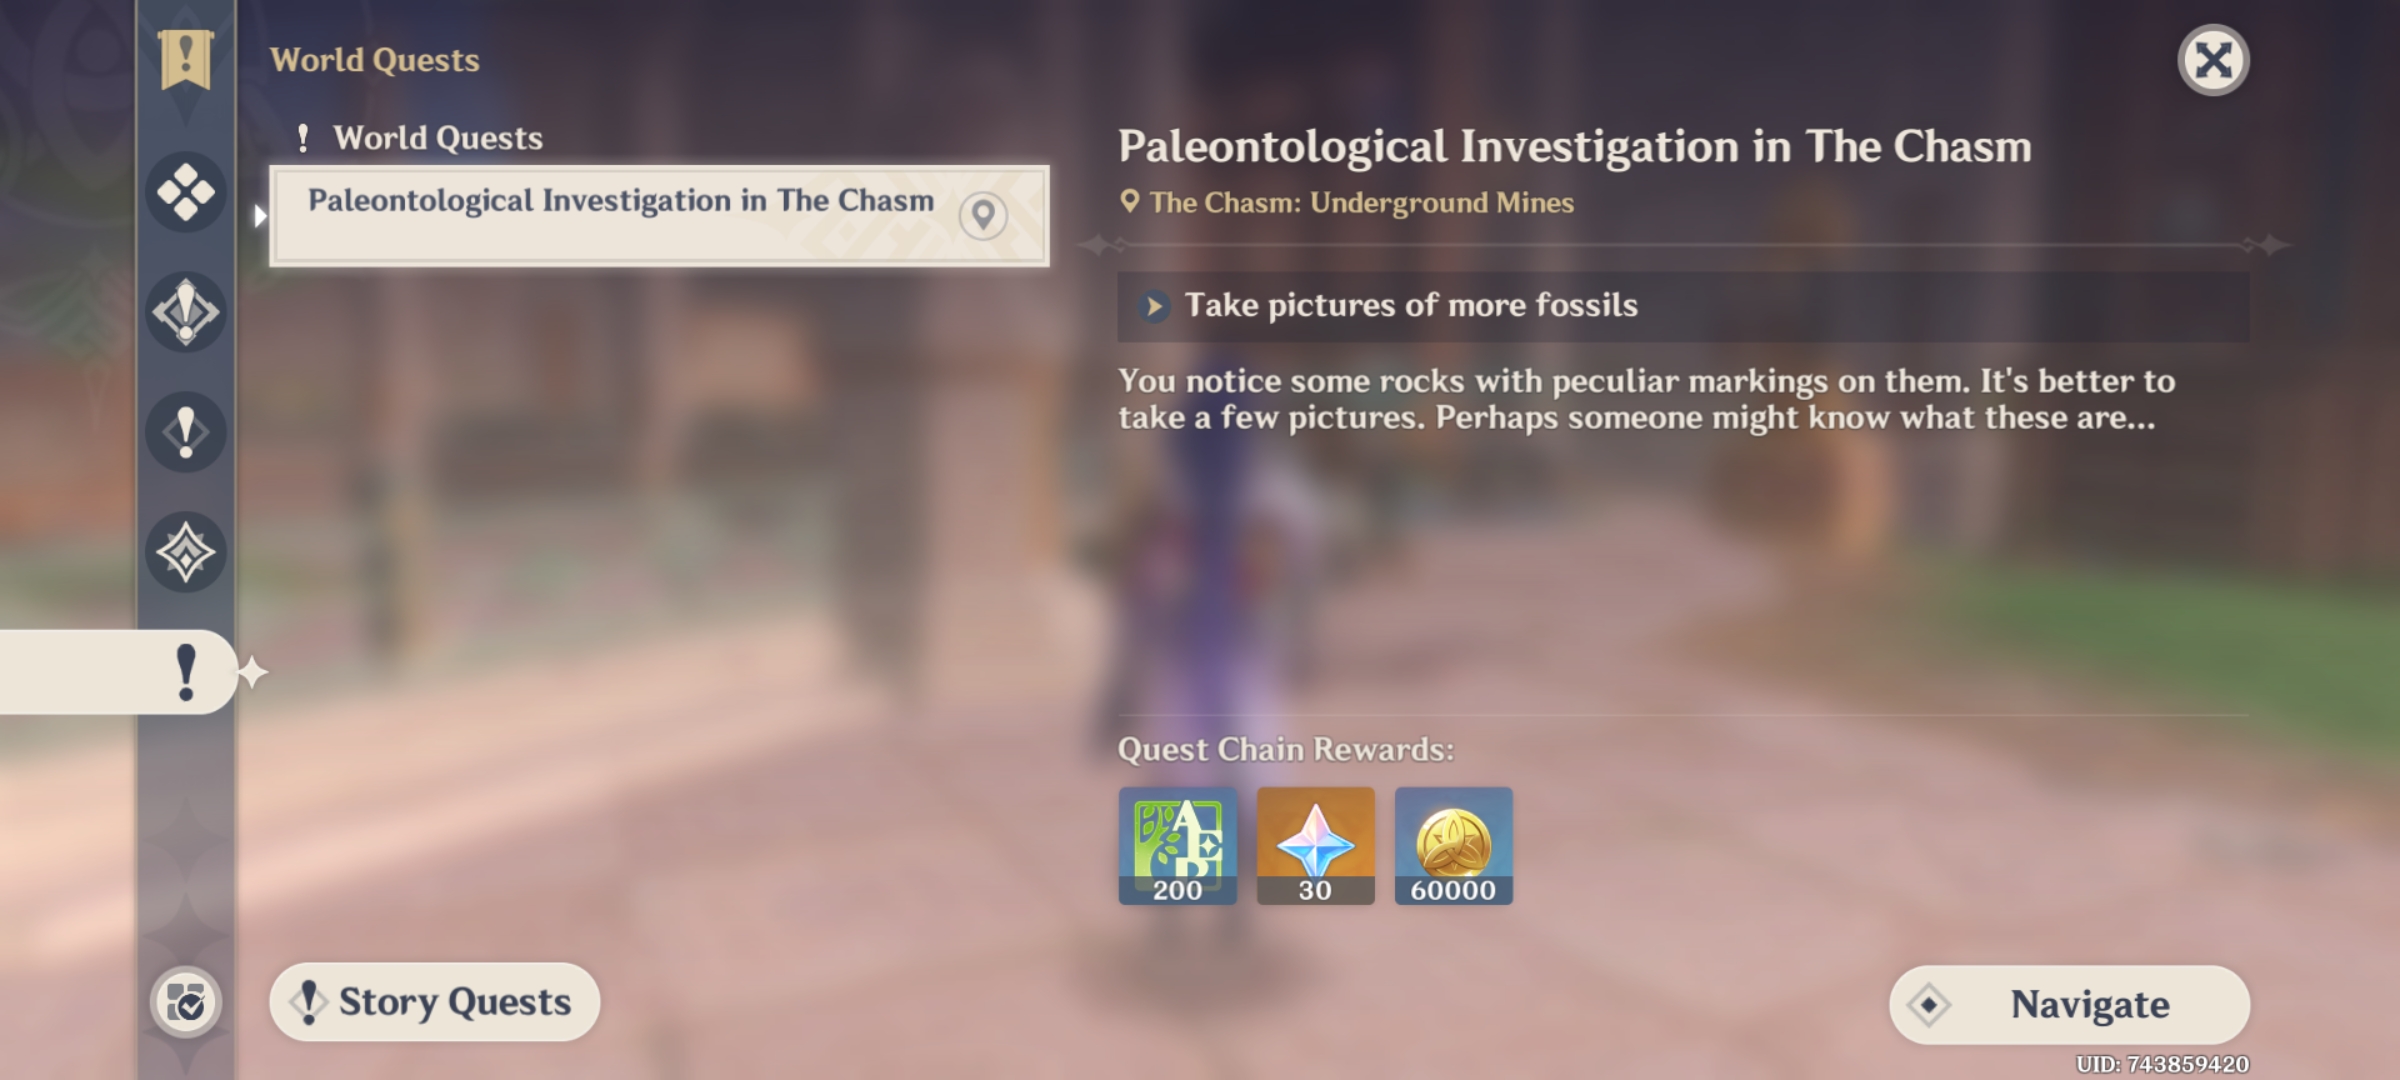 World Quests
World Quests
Paleontological Investigation in The Chasm
Paleontological Investigation in The Chasm
The Chasm: Underground Mines
Take pictures of more fossils
You notice some rocks with peculiar markings on them. It's better to
take a few pictures. Perhaps someone might know what these are...
Quest Chain Rewards:
200
30
60000
Story Quests
Navigate
UID: 743859420